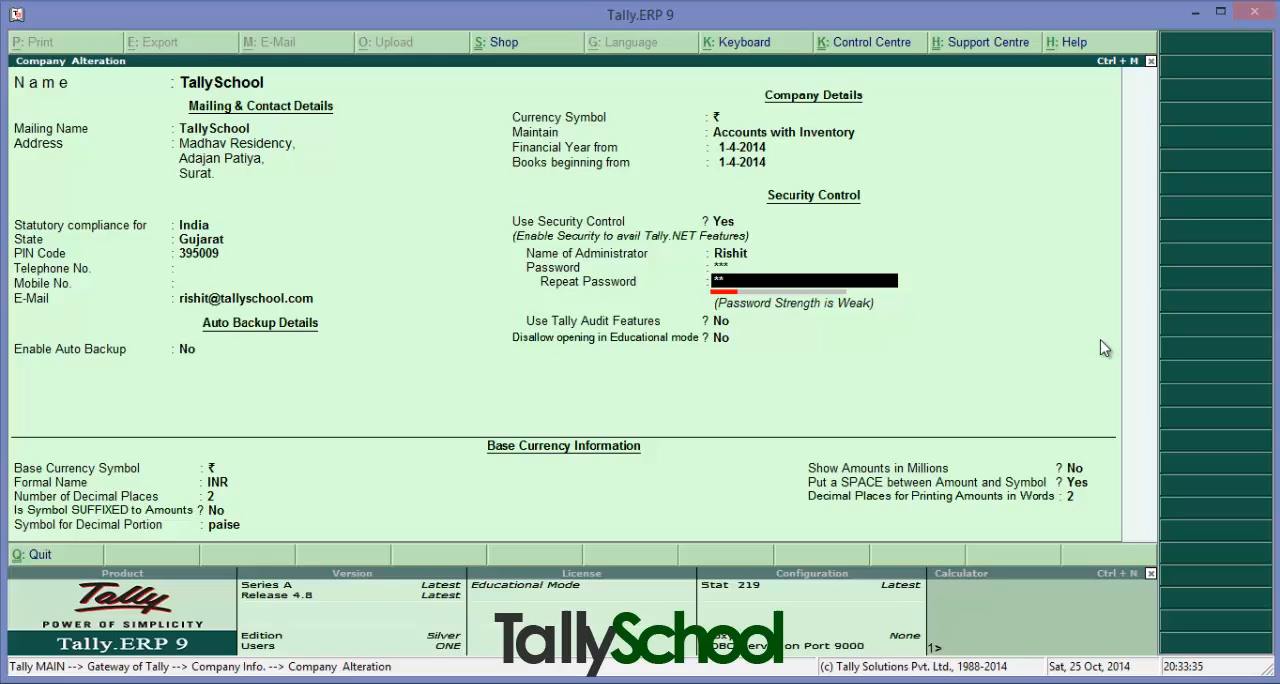 Tally.ERP 9
P: Print
E: Export
M: E-Mail
O: Upload
S: Shop
G: Language
K: Keyboard
K: Control Centre
H: Support Centre
H: Help
Company Alteration
Ctrl + M
Name : TallySchool
Mailing & Contact Details
Mailing Name : TallySchool
Address : Madhav Residency,
Adajan Patiya,
Surat.
Statutory compliance for : India
State : Gujarat
PIN Code : 395009
Telephone No. :
Mobile No. :
E-Mail : rishit@tallyschool.com
Auto Backup Details
Enable Auto Backup : No
Company Details
Currency Symbol : ₹
Maintain : Accounts with Inventory
Financial Year from : 1-4-2014
Books beginning from : 1-4-2014
Security Control
Use Security Control ? Yes
(Enable Security to avail Tally.NET Features)
Name of Administrator : Rishit
Password : ***
Repeat Password : **
(Password Strength is Weak)
Use Tally Audit Features ? No
Disallow opening in Educational mode ? No
Base Currency Information
Base Currency Symbol : ₹
Formal Name : INR
Number of Decimal Places : 2
Is Symbol SUFFIXED to Amounts ? No
Symbol for Decimal Portion : paise
Show Amounts in Millions ? No
Put a SPACE between Amount and Symbol ? Yes
Decimal Places for Printing Amounts in Words : 2
Q: Quit
Product
Tally
POWER OF SIMPLICITY
Tally.ERP 9
Version
Series A Latest
Release 4.8 Latest
Edition Silver
Users ONE
License
Educational Mode
Configuration
Stat 219 Latest
None
on Port 9000
Calculator
Ctrl + N
1>
TallySchool
Tally MAIN --> Gateway of Tally --> Company Info. --> Company Alteration
(c) Tally Solutions Pvt. Ltd., 1988-2014
Sat, 25 Oct, 2014
20:33:35